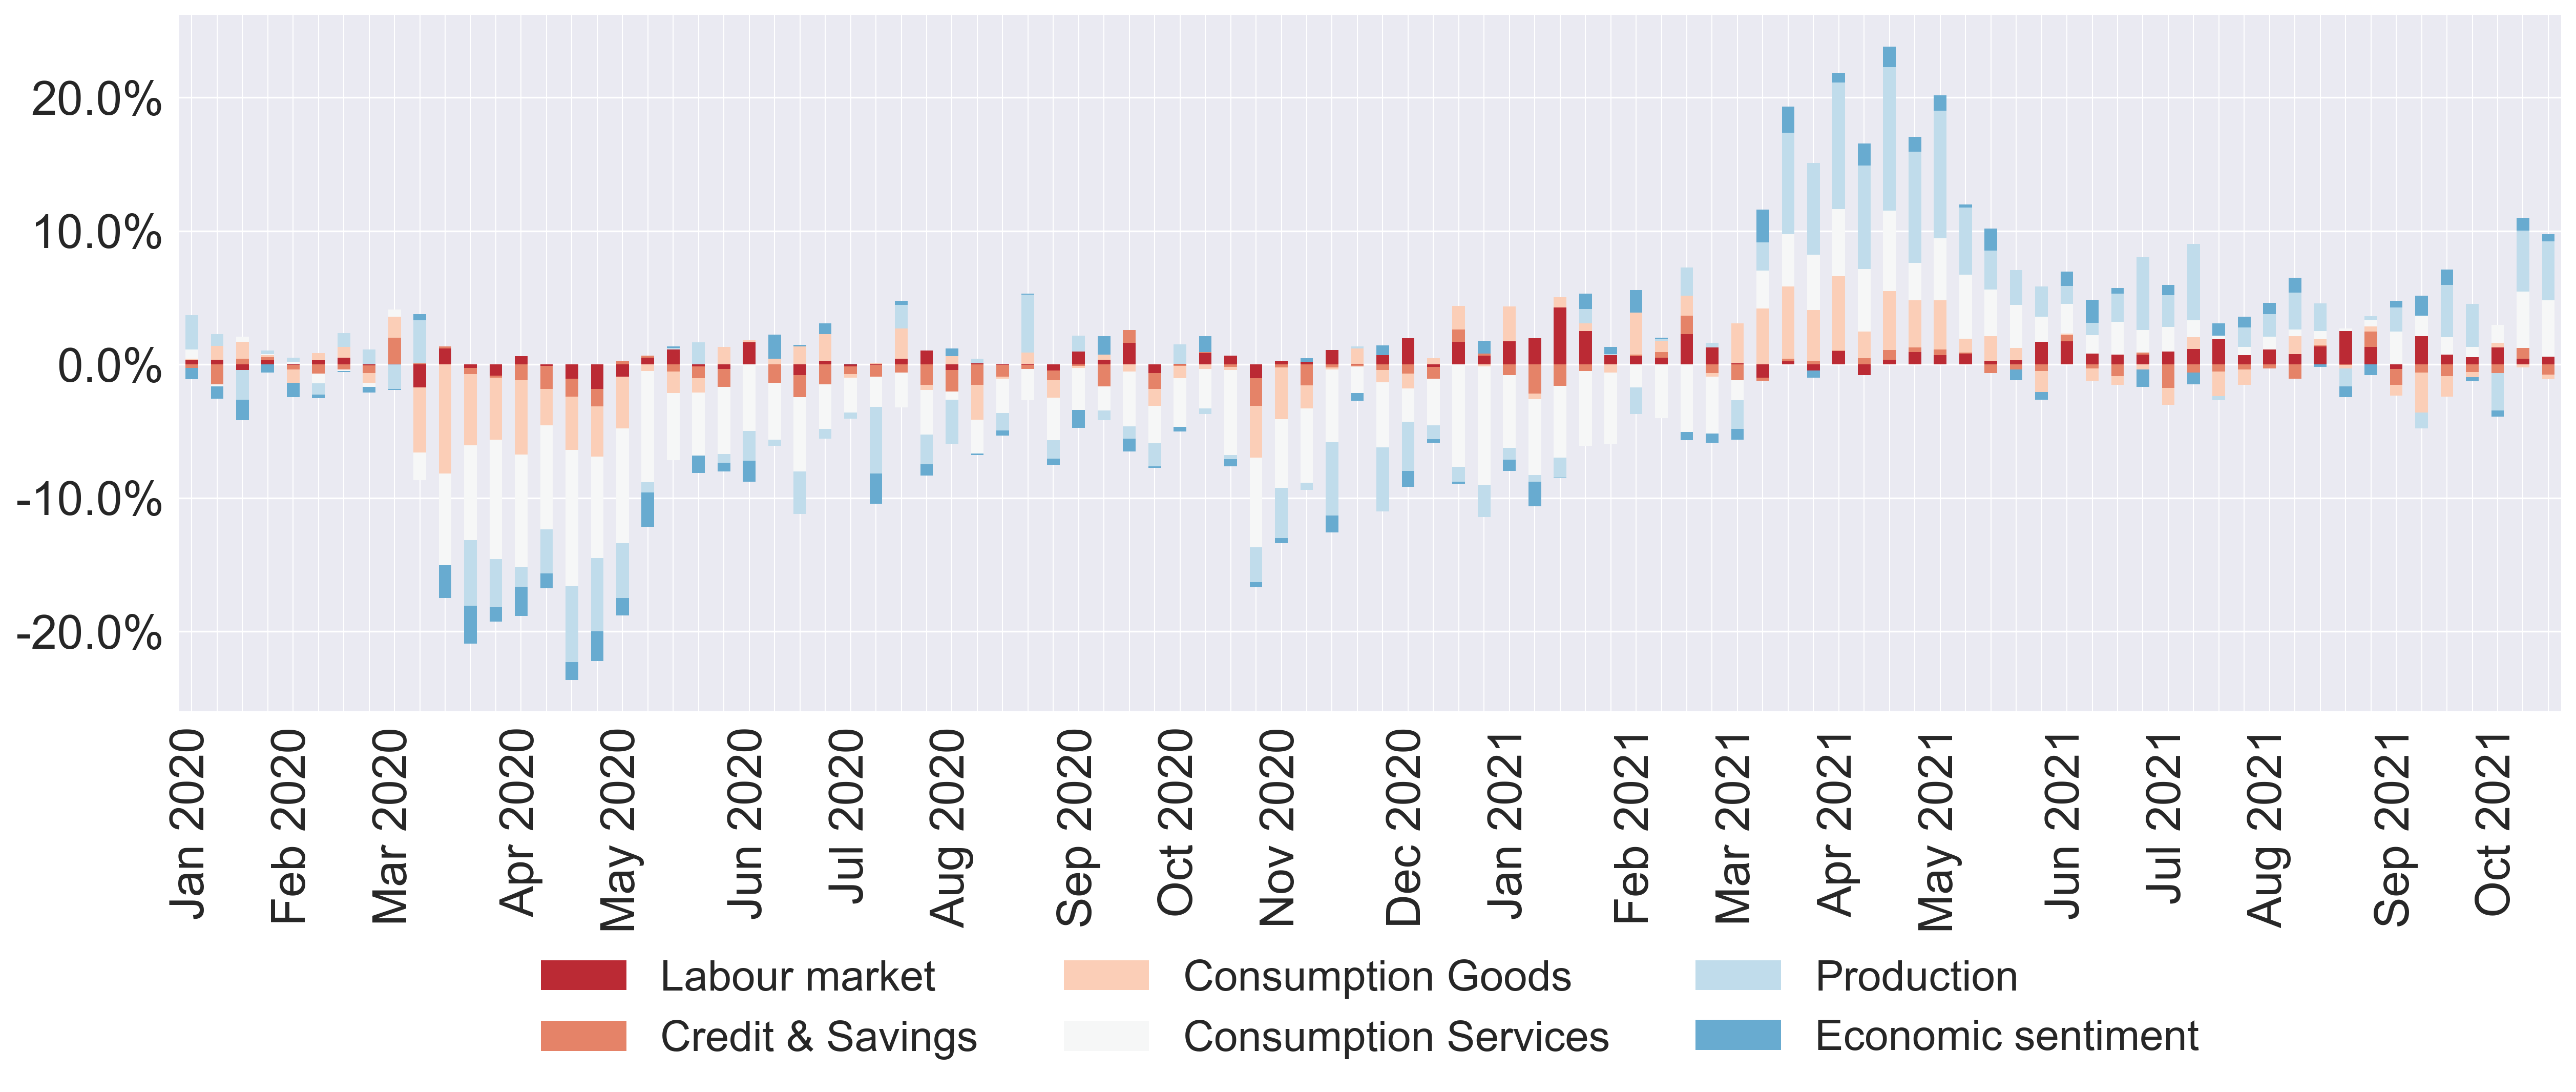 20.0%
10.0%
0.0%
-10.0%
-20.0%
Jan 2020
Feb 2020
Mar 2020
Apr 2020
May 2020
Jun 2020
Jul 2020
Aug 2020
Sep 2020
Oct 2020
Nov 2020
Dec 2020
Jan 2021
Feb 2021
Mar 2021
Apr 2021
May 2021
Jun 2021
Jul 2021
Aug 2021
Sep 2021
Oct 2021
Labour market
Consumption Goods
Production
Credit & Savings
Consumption Services
Economic sentiment